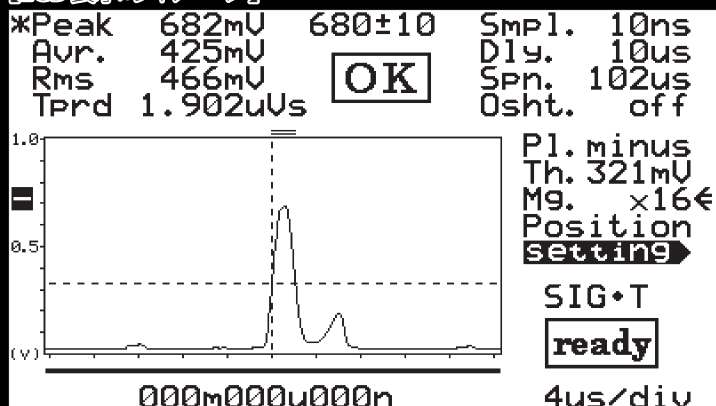 *Peak 682mV 680±10 Smpl. 10ns
Avr. 425mV Dly. 10us
Rms 466mV OK Spn. 102us
Tprd 1.902uVs Osht. off
1.0
Pl. minus
Th. 321mV
Mg. ×16←
Position
0.5
setting
SIG•T
ready
(V)
000m000u000n 4us/div